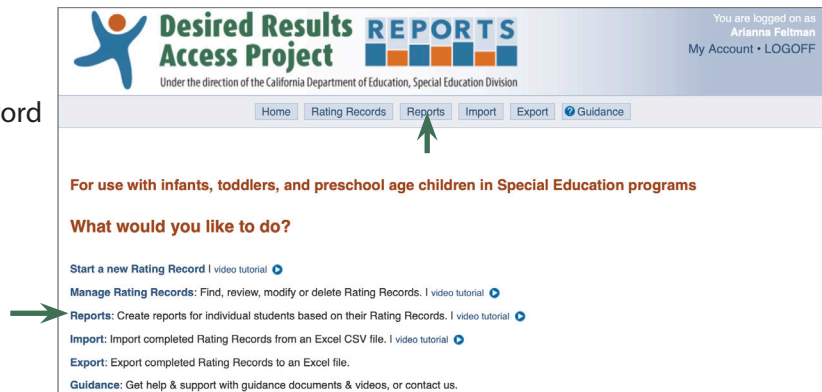 ord
Desired Results
Access Project
REPORTS
Under the direction of the California Department of Education, Special Education Division
You are logged on as
Arianna Feltman
My Account • LOGOFF
Home Rating Records Reports Import Export ? Guidance
For use with infants, toddlers, and preschool age children in Special Education programs
What would you like to do?
Start a new Rating Record | video tutorial
Manage Rating Records: Find, review, modify or delete Rating Records. | video tutorial
Reports: Create reports for individual students based on their Rating Records. | video tutorial
Import: Import completed Rating Records from an Excel CSV file. | video tutorial
Export: Export completed Rating Records to an Excel file.
Guidance: Get help & support with guidance documents & videos, or contact us.